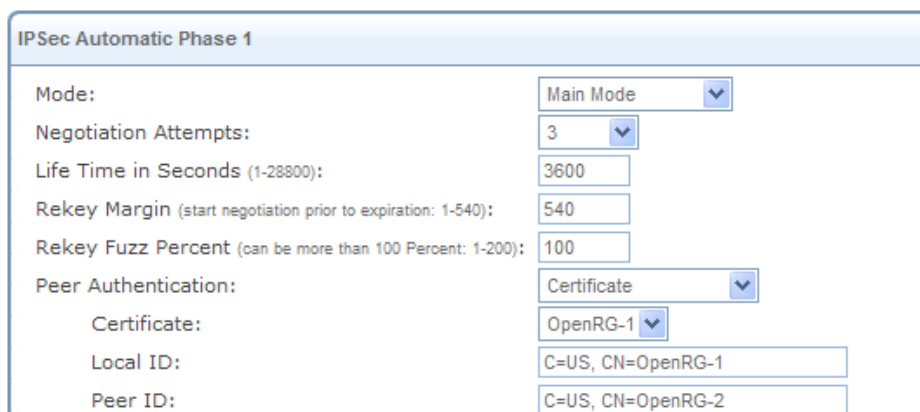 IPSec Automatic Phase 1
Mode: Main Mode
Negotiation Attempts: 3
Life Time in Seconds (1-28800): 3600
Rekey Margin (start negotiation prior to expiration: 1-540): 540
Rekey Fuzz Percent (can be more than 100 Percent: 1-200): 100
Peer Authentication: Certificate
Certificate: OpenRG-1
Local ID: C=US, CN=OpenRG-1
Peer ID: C=US, CN=OpenRG-2